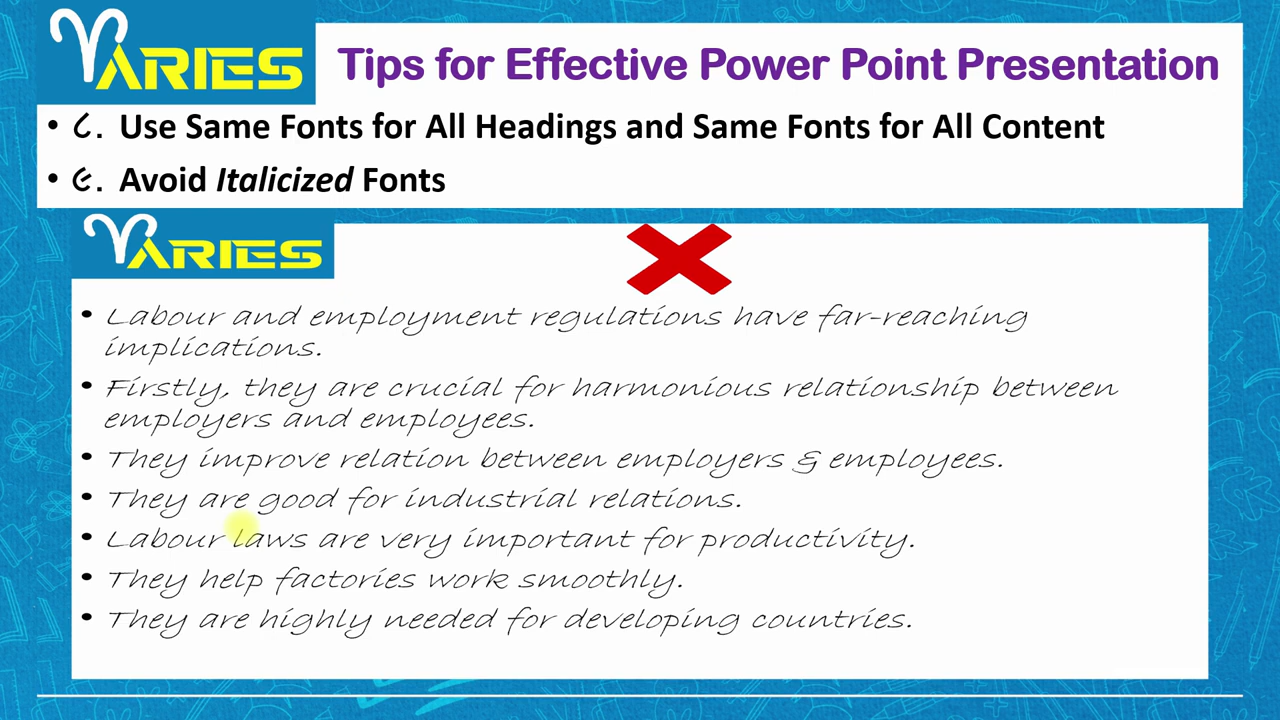 ARIES Tips for Effective Power Point Presentation
• ೮. Use Same Fonts for All Headings and Same Fonts for All Content
• ೯. Avoid Italicized Fonts
ARIES
• Labour and employment regulations have far-reaching
implications.
• Firstly, they are crucial for harmonious relationship between
employers and employees.
• They improve relation between employers & employees.
• They are good for industrial relations.
• Labour laws are very important for productivity.
• They help factories work smoothly.
• They are highly needed for developing countries.